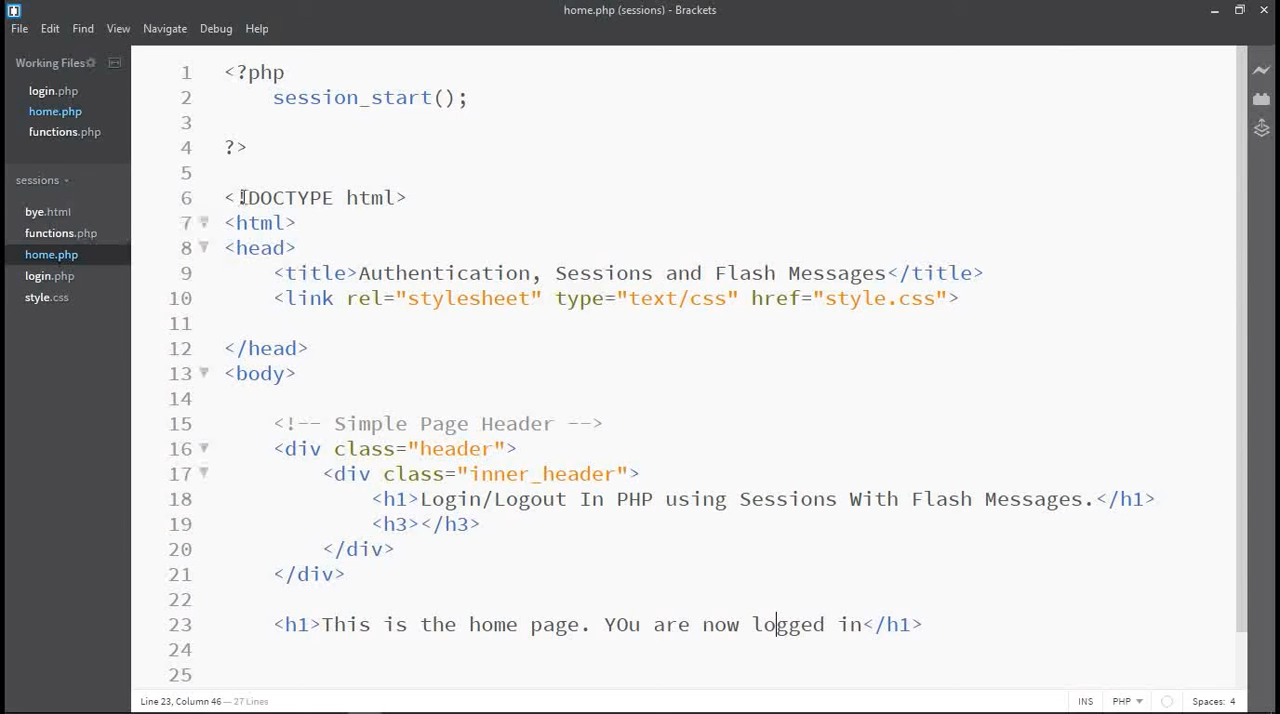 home.php (sessions) - Brackets
File Edit Find View Navigate Debug Help
Working Files
login.php
home.php
functions.php
sessions
bye.html
functions.php
home.php
login.php
style.css
1 <?php
2 session_start();
3
4 ?>
5
6 <!DOCTYPE html>
7 <html>
8 <head>
9 <title>Authentication, Sessions and Flash Messages</title>
10 <link rel="stylesheet" type="text/css" href="style.css">
11
12 </head>
13 <body>
14
15 <!-- Simple Page Header -->
16 <div class="header">
17 <div class="inner_header">
18 <h1>Login/Logout In PHP using Sessions With Flash Messages.</h1>
19 <h3></h3>
20 </div>
21 </div>
22
23 <h1>This is the home page. YOu are now logged in</h1>
24
25
Line 23, Column 46 — 27 Lines
INS PHP Spaces: 4